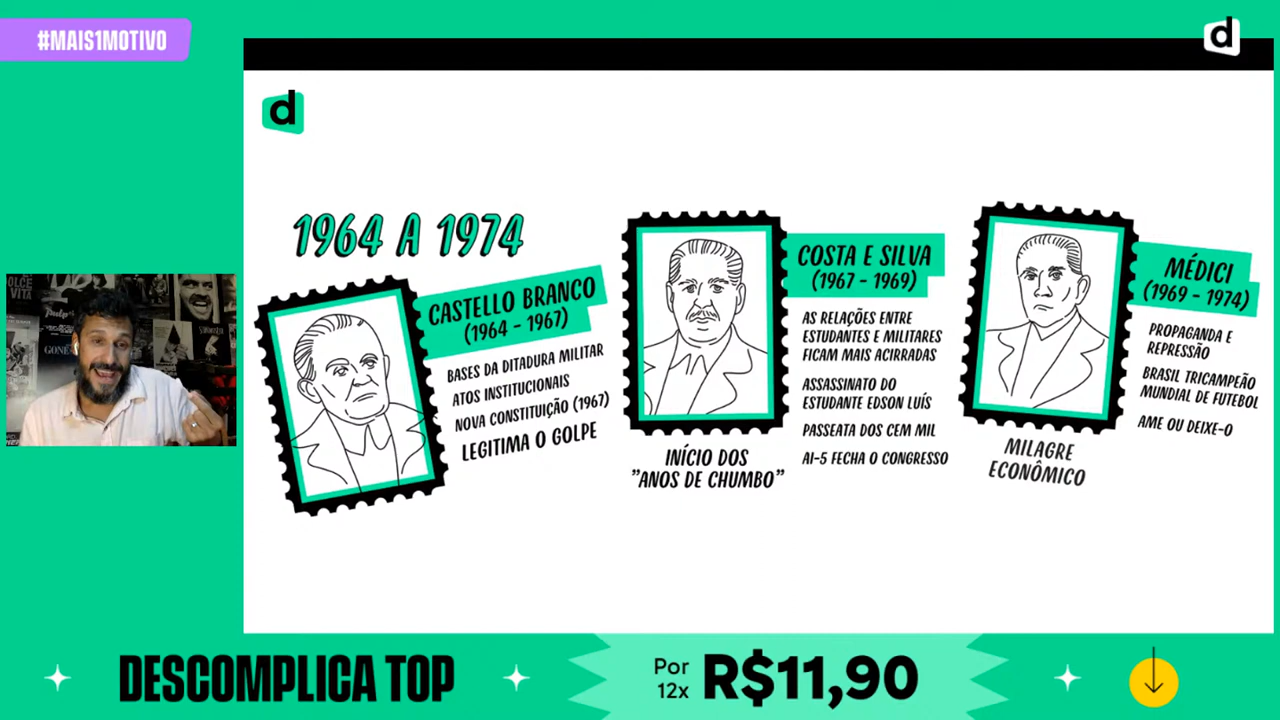 #MAIS1MOTIVO
d
d
1964 A 1974
CASTELLO BRANCO
(1964 - 1967)
BASES DA DITADURA MILITAR
ATOS INSTITUCIONAIS
NOVA CONSTITUIÇÃO (1967)
LEGITIMA O GOLPE
COSTA E SILVA
(1967 - 1969)
AS RELAÇÕES ENTRE
ESTUDANTES E MILITARES
FICAM MAIS ACIRRADAS
ASSASSINATO DO
ESTUDANTE EDSON LUÍS
PASSEATA DOS CEM MIL
AI-5 FECHA O CONGRESSO
INÍCIO DOS
"ANOS DE CHUMBO"
MÉDICI
(1969 - 1974)
PROPAGANDA E
REPRESSÃO
BRASIL TRICAMPEÃO
MUNDIAL DE FUTEBOL
AME OU DEIXE-O
MILAGRE
ECONÔMICO
VITA
DESCOMPLICA TOP
Por
12x
R$11,90